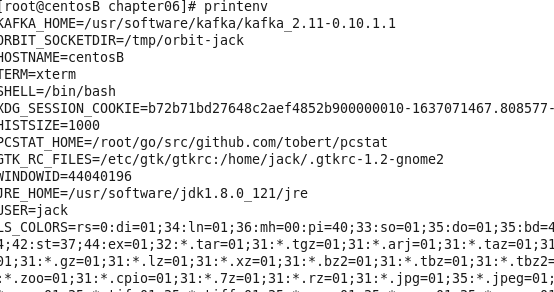 [root@centosB chapter06]# printenv
KAFKA_HOME=/usr/software/kafka/kafka_2.11-0.10.1.1
ORBIT_SOCKETDIR=/tmp/orbit-jack
HOSTNAME=centosB
TERM=xterm
SHELL=/bin/bash
XDG_SESSION_COOKIE=b72b71bd27648c2aef4852b900000010-1637071467.808577-
HISTSIZE=1000
PCSTAT_HOME=/root/go/src/github.com/tobert/pcstat
GTK_RC_FILES=/etc/gtk/gtkrc:/home/jack/.gtkrc-1.2-gnome2
WINDOWID=44040196
JRE_HOME=/usr/software/jdk1.8.0_121/jre
USER=jack
LS_COLORS=rs=0:di=01;34:ln=01;36:mh=00:pi=40;33:so=01;35:do=01;35:bd=4
4;42:st=37;44:ex=01;32:*.tar=01;31:*.tgz=01;31:*.arj=01;31:*.taz=01;31
01;31:*.gz=01;31:*.lz=01;31:*.xz=01;31:*.bz2=01;31:*.tbz=01;31:*.tbz2=
:*.zoo=01;31:*.cpio=01;31:*.7z=01;31:*.rz=01;31:*.jpg=01;35:*.jpeg=01;